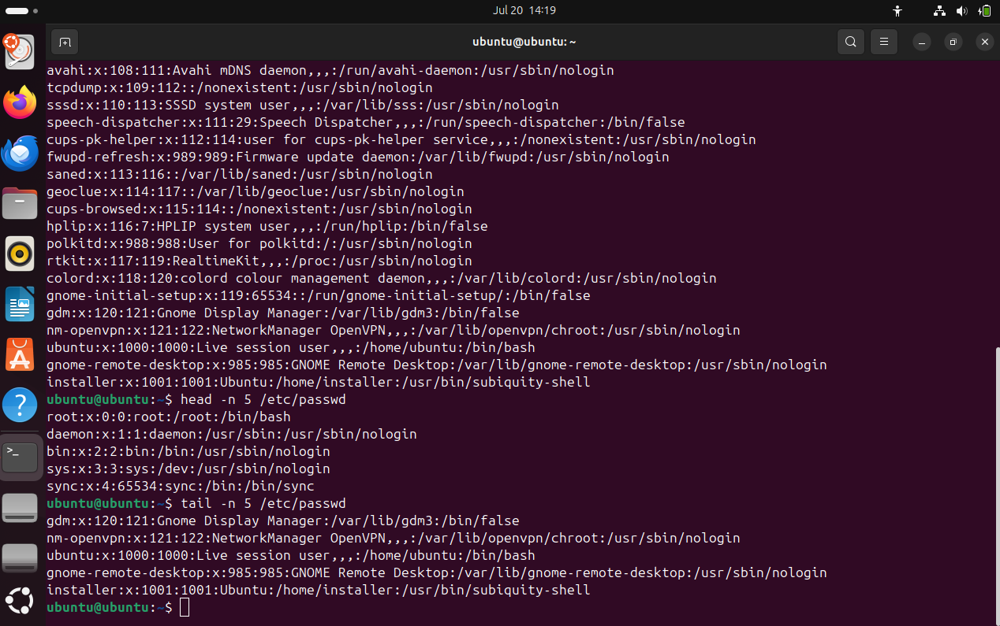 Jul 20 14:19
ubuntu@ubuntu: ~
avahi:x:108:111:Avahi mDNS daemon,,,:/run/avahi-daemon:/usr/sbin/nologin
tcpdump:x:109:112::/nonexistent:/usr/sbin/nologin
sssd:x:110:113:SSSD system user,,,:/var/lib/sss:/usr/sbin/nologin
speech-dispatcher:x:111:29:Speech Dispatcher,,,:/run/speech-dispatcher:/bin/false
cups-pk-helper:x:112:114:user for cups-pk-helper service,,,:/nonexistent:/usr/sbin/nologin
fwupd-refresh:x:989:989:Firmware update daemon:/var/lib/fwupd:/usr/sbin/nologin
saned:x:113:116::/var/lib/saned:/usr/sbin/nologin
geoclue:x:114:117::/var/lib/geoclue:/usr/sbin/nologin
cups-browsed:x:115:114::/nonexistent:/usr/sbin/nologin
hplip:x:116:7:HPLIP system user,,,:/run/hplip:/bin/false
polkitd:x:988:988:User for polkitd:/:/usr/sbin/nologin
rtkit:x:117:119:RealtimeKit,,,:/proc:/usr/sbin/nologin
colord:x:118:120:colord colour management daemon,,,:/var/lib/colord:/usr/sbin/nologin
gnome-initial-setup:x:119:65534::/run/gnome-initial-setup/:/bin/false
gdm:x:120:121:Gnome Display Manager:/var/lib/gdm3:/bin/false
nm-openvpn:x:121:122:NetworkManager OpenVPN,,,:/var/lib/openvpn/chroot:/usr/sbin/nologin
ubuntu:x:1000:1000:Live session user,,,:/home/ubuntu:/bin/bash
gnome-remote-desktop:x:985:985:GNOME Remote Desktop:/var/lib/gnome-remote-desktop:/usr/sbin/nologin
installer:x:1001:1001:Ubuntu:/home/installer:/usr/bin/subiquity-shell
ubuntu@ubuntu:~$ head -n 5 /etc/passwd
root:x:0:0:root:/root:/bin/bash
daemon:x:1:1:daemon:/usr/sbin:/usr/sbin/nologin
bin:x:2:2:bin:/bin:/usr/sbin/nologin
sys:x:3:3:sys:/dev:/usr/sbin/nologin
sync:x:4:65534:sync:/bin:/bin/sync
ubuntu@ubuntu:~$ tail -n 5 /etc/passwd
gdm:x:120:121:Gnome Display Manager:/var/lib/gdm3:/bin/false
nm-openvpn:x:121:122:NetworkManager OpenVPN,,,:/var/lib/openvpn/chroot:/usr/sbin/nologin
ubuntu:x:1000:1000:Live session user,,,:/home/ubuntu:/bin/bash
gnome-remote-desktop:x:985:985:GNOME Remote Desktop:/var/lib/gnome-remote-desktop:/usr/sbin/nologin
installer:x:1001:1001:Ubuntu:/home/installer:/usr/bin/subiquity-shell
ubuntu@ubuntu:~$